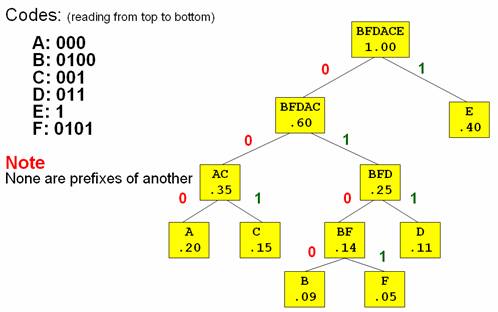 Codes: (reading from top to bottom)
A: 000
B: 0100
C: 001
D: 011
E: 1
F: 0101
Note
None are prefixes of another
BFDACE
1.00
0
1
BFDAC
.60
E
.40
0
1
AC
.35
BFD
.25
0
1
0
1
A
.20
C
.15
BF
.14
D
.11
0
1
B
.09
F
.05